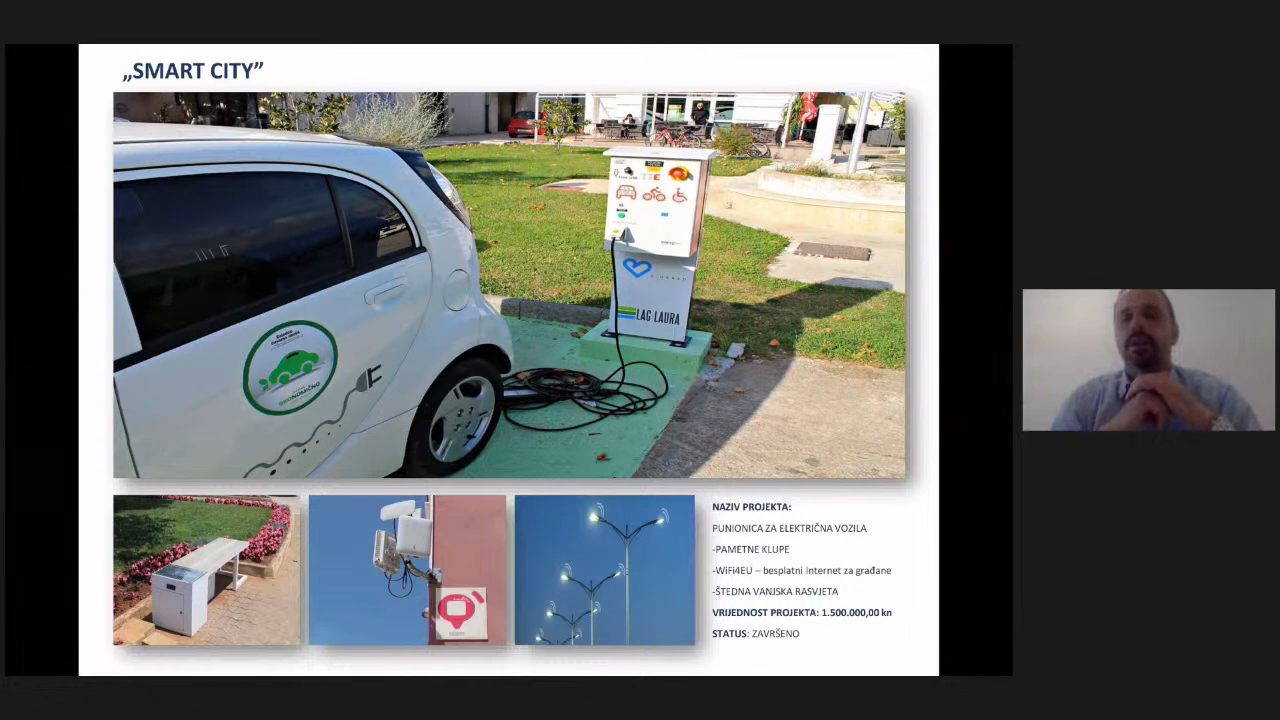 „SMART CITY”
LAG LAURA
EKONOMIČNO
NAZIV PROJEKTA:
PUNIONICA ZA ELEKTRIČNA VOZILA
-PAMETNE KLUPE
-WiFi4EU – besplatni Internet za građane
-ŠTEDNA VANJSKA RASVJETA
VRIJEDNOST PROJEKTA: 1.500.000,00 kn
STATUS: ZAVRŠENO